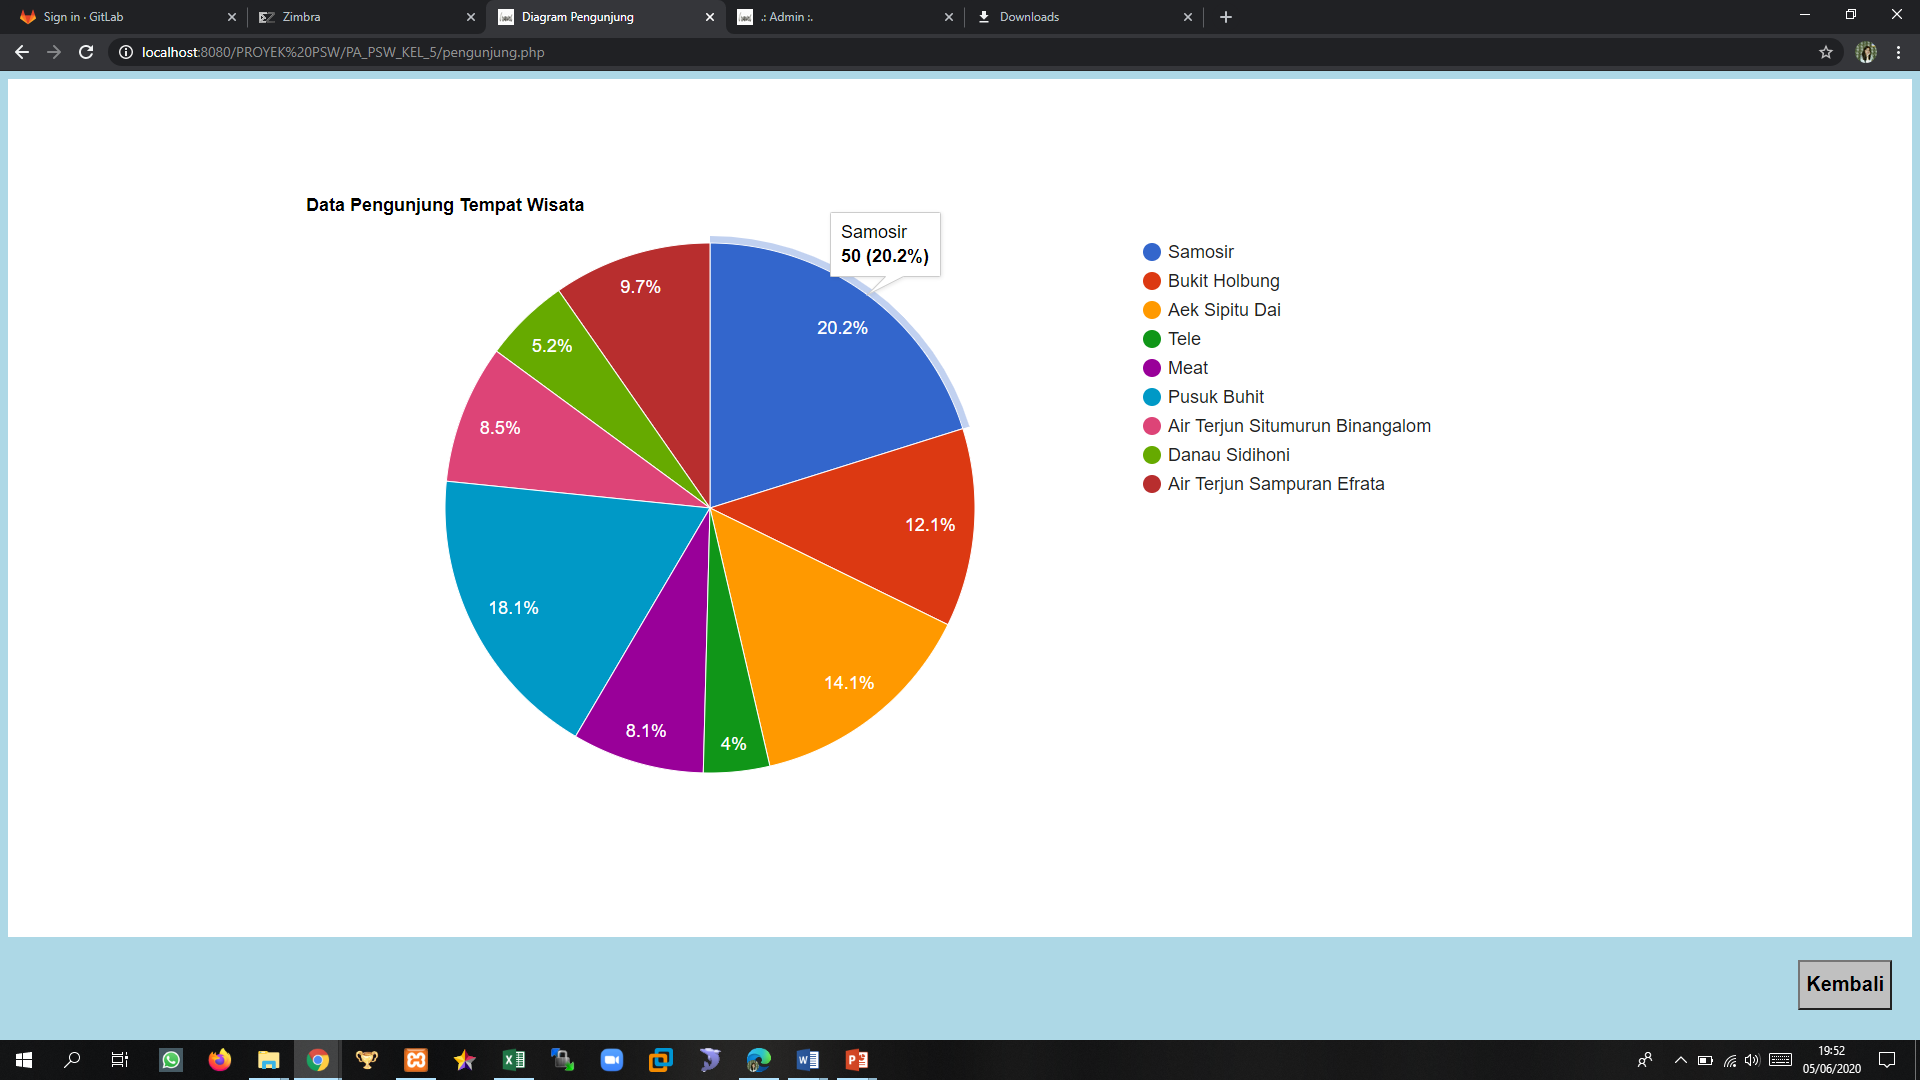 Sign in · GitLab
Zimbra
Diagram Pengunjung
.: Admin :.
Downloads
localhost:8080/PROYEK%20PSW/PA_PSW_KEL_5/pengunjung.php
Data Pengunjung Tempat Wisata
Samosir
50 (20.2%)
20.2%
12.1%
14.1%
4%
8.1%
18.1%
8.5%
5.2%
9.7%
Samosir
Bukit Holbung
Aek Sipitu Dai
Tele
Meat
Pusuk Buhit
Air Terjun Situmurun Binangalom
Danau Sidihoni
Air Terjun Sampuran Efrata
Kembali
19:52
05/06/2020